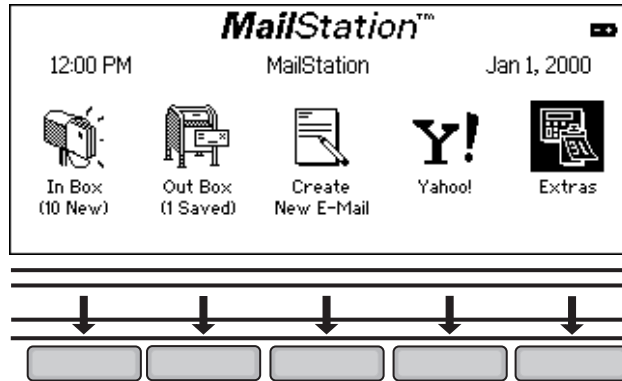 MailStation™
12:00 PM MailStation Jan 1, 2000
In Box Out Box Create Yahoo! Extras
(10 New) (1 Saved) New E-Mail
Y!